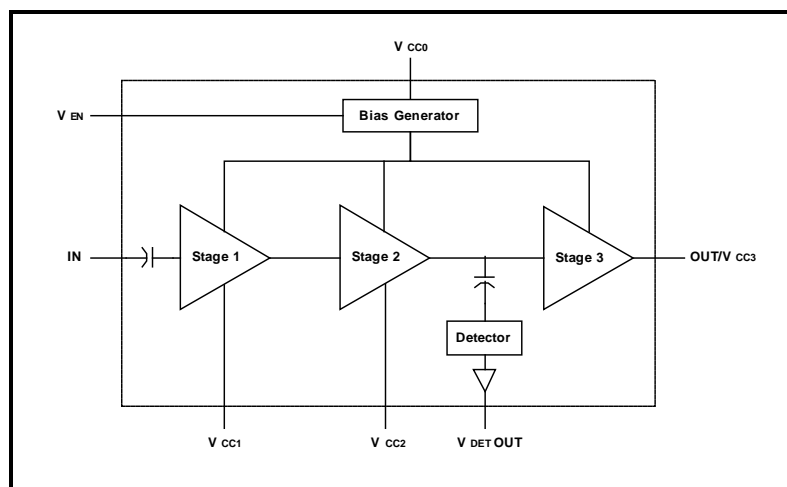 V CC0
V EN
Bias Generator
IN
Stage 1
Stage 2
Stage 3
OUT/V CC3
Detector
V CC1
V CC2
V DET OUT